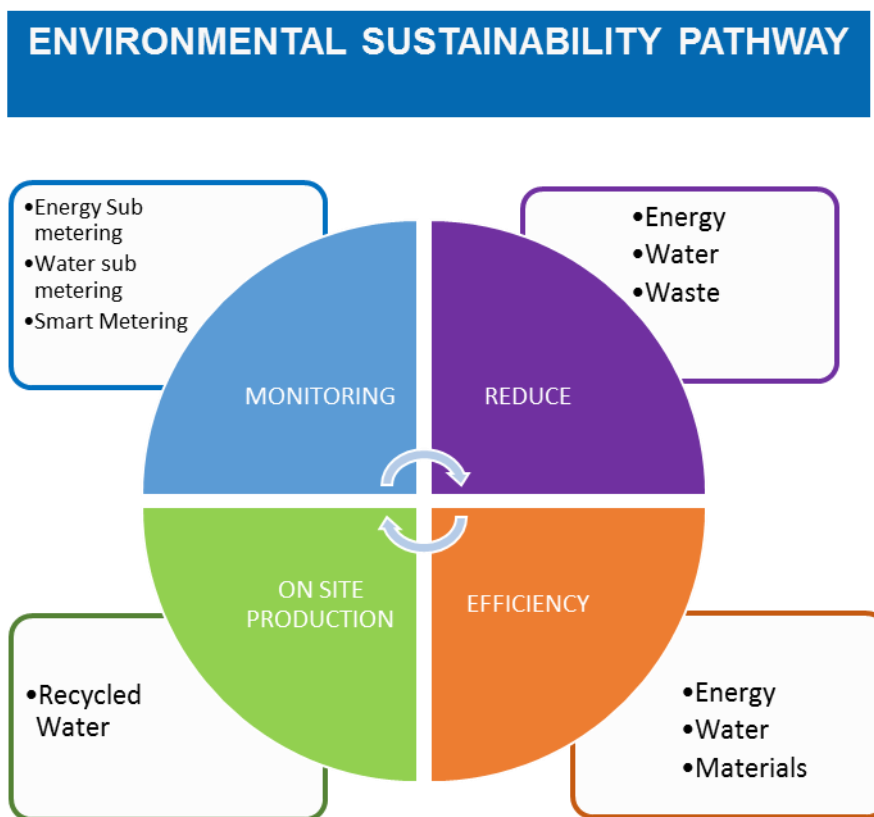 ENVIRONMENTAL SUSTAINABILITY PATHWAY
•Energy Sub
metering
•Water sub
metering
•Smart Metering
•Energy
•Water
•Waste
MONITORING
REDUCE
ON SITE
PRODUCTION
EFFICIENCY
•Recycled
Water
•Energy
•Water
•Materials